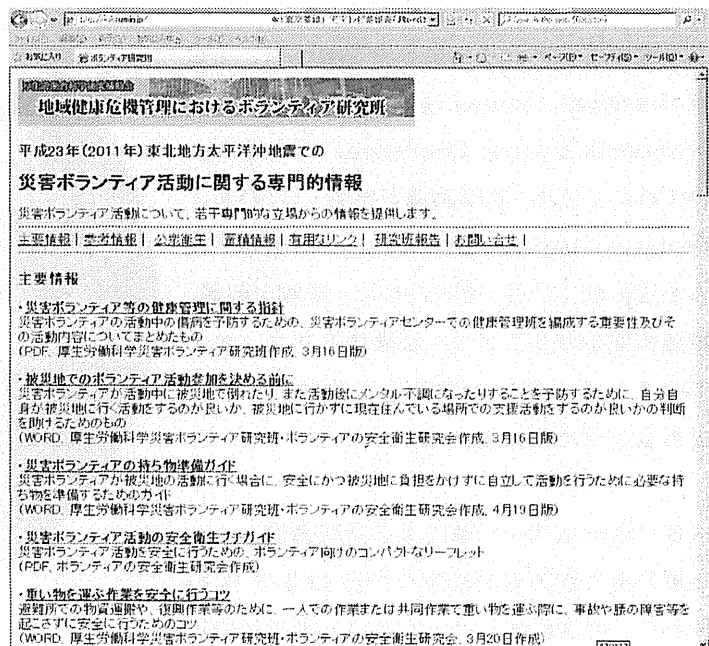 地域健康危機管理におけるボランティア研究班
平成23年(2011年)東北地方太平洋沖地震での
災害ボランティア活動に関する専門的情報
災害ボランティア活動について、若干専門的な立場からの情報を提供します。
主要情報 | 参考情報 | 公衆衛生 | 蓄積情報 | 有用なリンク | 研究班報告 | お問い合せ |
主要情報
・災害ボランティア等の健康管理に関する指針
災害ボランティアの活動中の傷病を予防するための、災害ボランティアセンターでの健康管理班を編成する重要性及びそ
の活動内容についてまとめたもの
(PDF, 厚生労働科学災害ボランティア研究班作成, 3月16日版)
・被災地でのボランティア活動参加を決める前に
災害ボランティアが活動中に被災地で倒れたり、また活動後にメンタル不調になったりすることを予防するために、自分自
身が被災地に行く活動をするのが良いか、被災地に行かずに現在住んでいる場所での支援活動をするのが良いかの判断
を助けるためのもの
(WORD, 厚生労働科学災害ボランティア研究班・ボランティアの安全衛生研究会作成, 3月16日版)
・災害ボランティアの持ち物準備ガイド
災害ボランティアが被災地の活動に行く場合に、安全にかつ被災地に負担をかけずに自立して活動を行うために必要な持
ち物を準備するためのガイド
(WORD, 厚生労働科学災害ボランティア研究班・ボランティアの安全衛生研究会作成, 4月19日版)
・災害ボランティア活動の安全衛生プチガイド
災害ボランティア活動を安全に行うための、ボランティア向けのコンパクトなリーフレット
(PDF, ボランティアの安全衛生研究会作成)
・重い物を運ぶ作業を安全に行うコツ
避難所での物資運搬や、復興作業等のために、一人での作業または共同作業で重い物を運ぶ際に、事故や腰の障害等を
起こさずに安全に行うためのコツ
(WORD, 厚生労働科学災害ボランティア研究班・ボランティアの安全衛生研究会, 3月20日作成)